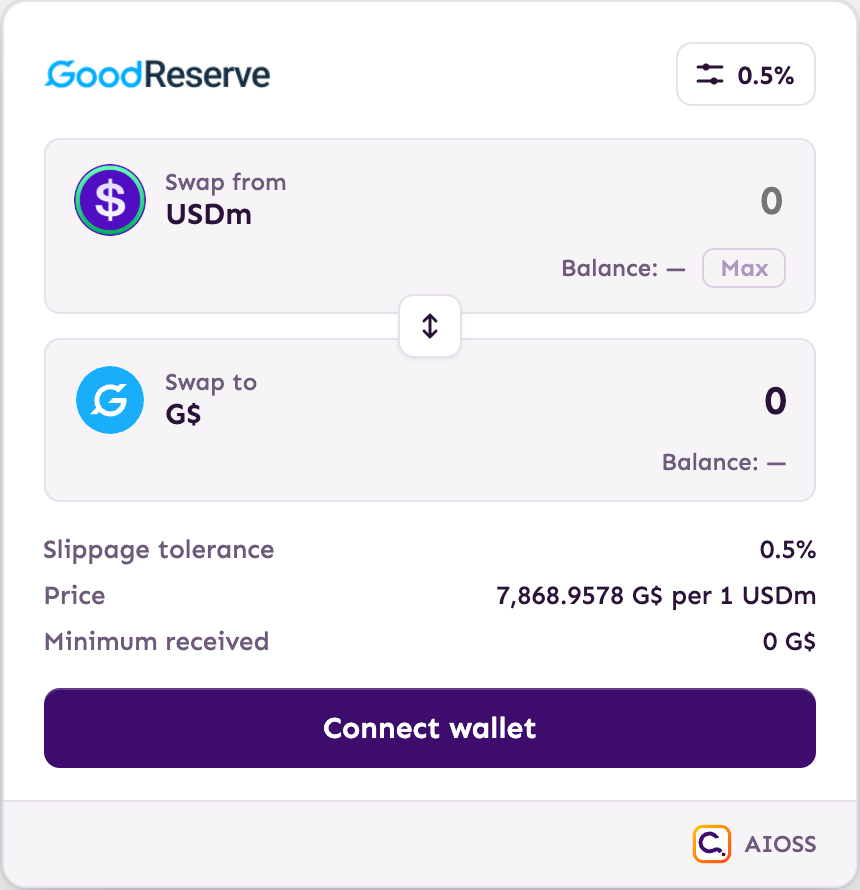 GoodReserve
0.5%
Swap from
USDm
0
Balance: —
Max
Swap to
G$
0
Balance: —
Slippage tolerance
0.5%
Price
7,868.9578 G$ per 1 USDm
Minimum received
0 G$
Connect wallet
AIOSS